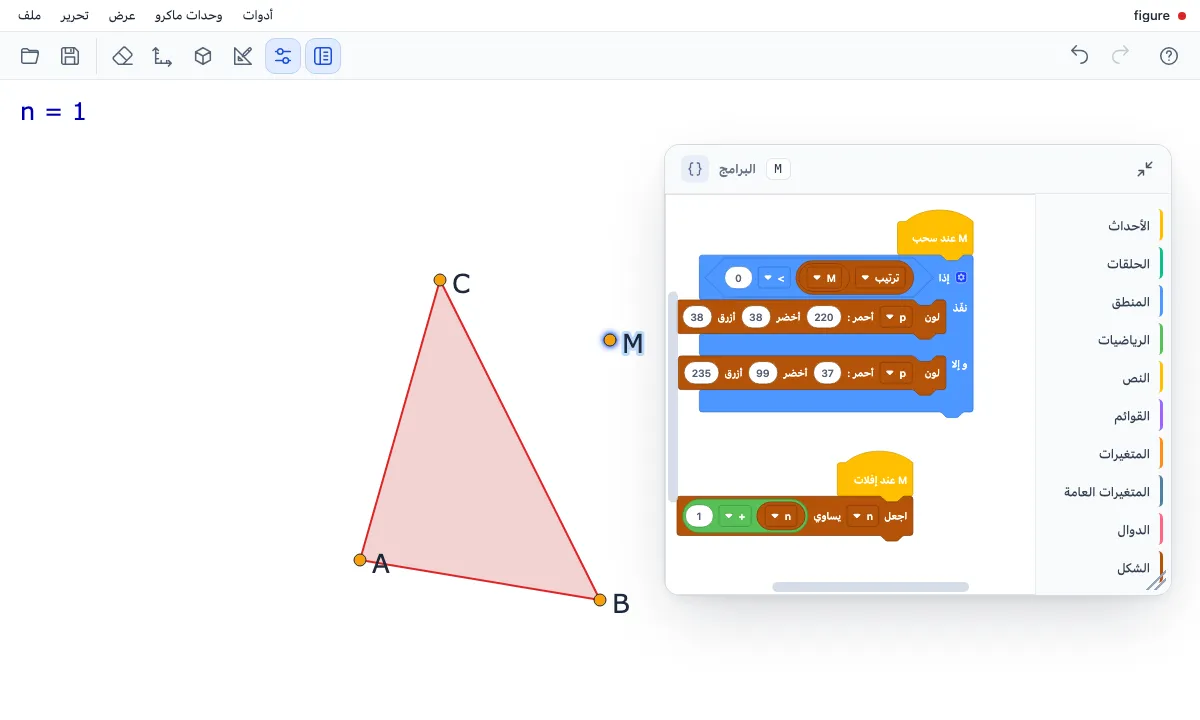 ملف تحرير عرض وحدات ماكرو أدوات figure
n = 1
C
M
A
B
{} البرامج M
M عند سحب
إذا ترتيب M < 0
نفّذ لون p أحمر: 220 أخضر 38 أزرق 38
و إلا لون p أحمر: 37 أخضر 99 أزرق 235
M عند إفلات
اجعل n يساوي n + 1
الأحداث
الحلقات
المنطق
الرياضيات
النص
القوائم
المتغيرات
المتغيرات العامة
الدوال
الشكل